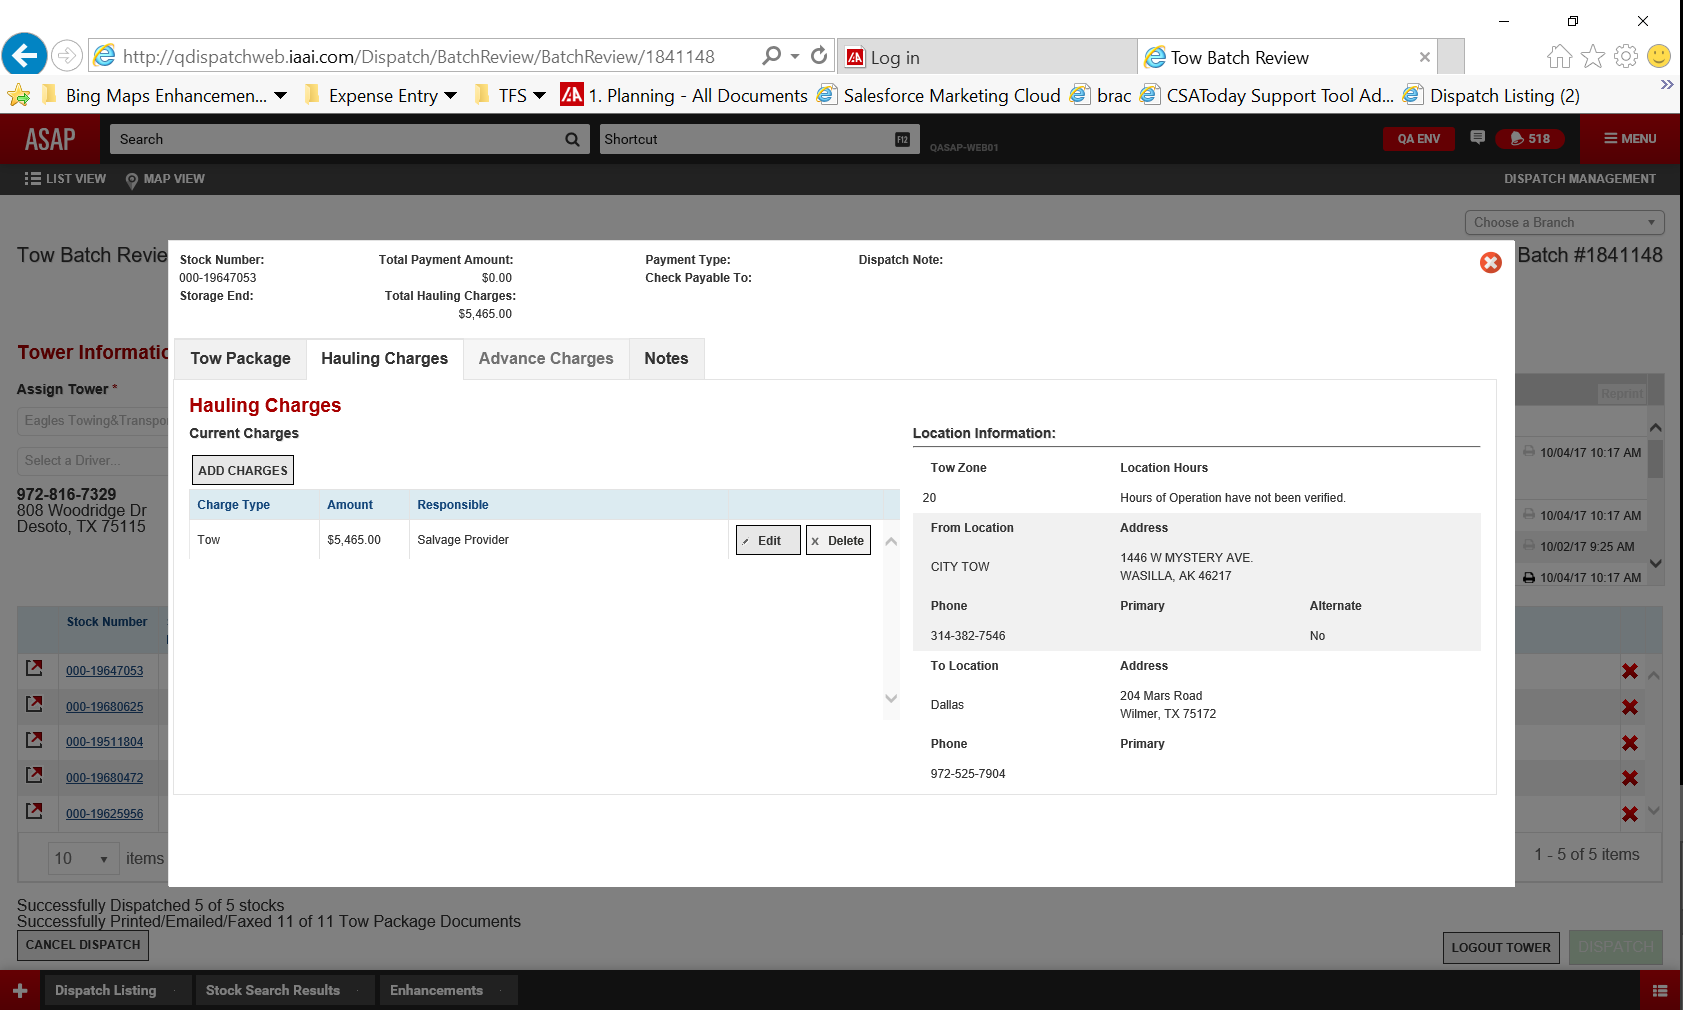 http://qdispatchweb.iaai.com/Dispatch/BatchReview/BatchReview/1841148
Log in
Tow Batch Review
Bing Maps Enhancemen...
Expense Entry
TFS
1. Planning - All Documents
Salesforce Marketing Cloud
brac
CSAToday Support Tool Ad...
Dispatch Listing (2)
ASAP
Search
Shortcut
F12
QASAP-WEB01
QA ENV
518
MENU
LIST VIEW
MAP VIEW
DISPATCH MANAGEMENT
Choose a Branch
Tow Batch Revie
Batch #1841148
Stock Number:
000-19647053
Storage End:
Total Payment Amount:
$0.00
Total Hauling Charges:
$5,465.00
Payment Type:
Check Payable To:
Dispatch Note:
Tow Package
Hauling Charges
Advance Charges
Notes
Hauling Charges
Current Charges
ADD CHARGES
Charge Type Amount Responsible
Tow $5,465.00 Salvage Provider
Edit
Delete
Location Information:
Tow Zone Location Hours
20 Hours of Operation have not been verified.
From Location Address
CITY TOW
1446 W MYSTERY AVE.
WASILLA, AK 46217
Phone Primary Alternate
314-382-7546 No
To Location Address
Dallas
204 Mars Road
Wilmer, TX 75172
Phone Primary
972-525-7904
Tower Informatio
Assign Tower *
Eagles Towing&Transpo
Select a Driver...
972-816-7329
808 Woodridge Dr
Desoto, TX 75115
Reprint
10/04/17 10:17 AM
10/04/17 10:17 AM
10/02/17 9:25 AM
10/04/17 10:17 AM
Stock Number
000-19647053
000-19680625
000-19511804
000-19680472
000-19625956
10
items
1 - 5 of 5 items
Successfully Dispatched 5 of 5 stocks
Successfully Printed/Emailed/Faxed 11 of 11 Tow Package Documents
CANCEL DISPATCH
LOGOUT TOWER
DISPATCH
Dispatch Listing
Stock Search Results
Enhancements